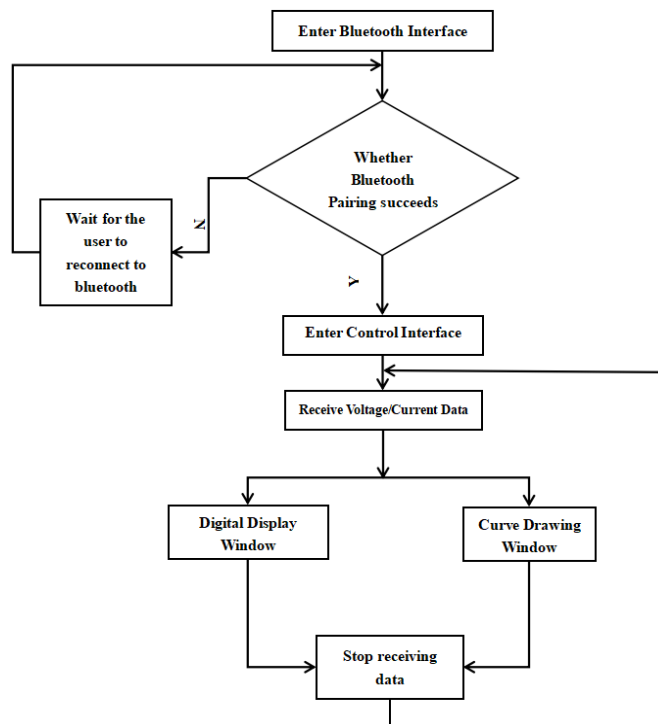 Enter Bluetooth Interface
Whether
Bluetooth
Pairing succeeds
N
Wait for the
user to
reconnect to
bluetooth
Y
Enter Control Interface
Receive Voltage/Current Data
Digital Display
Window
Curve Drawing
Window
Stop receiving
data